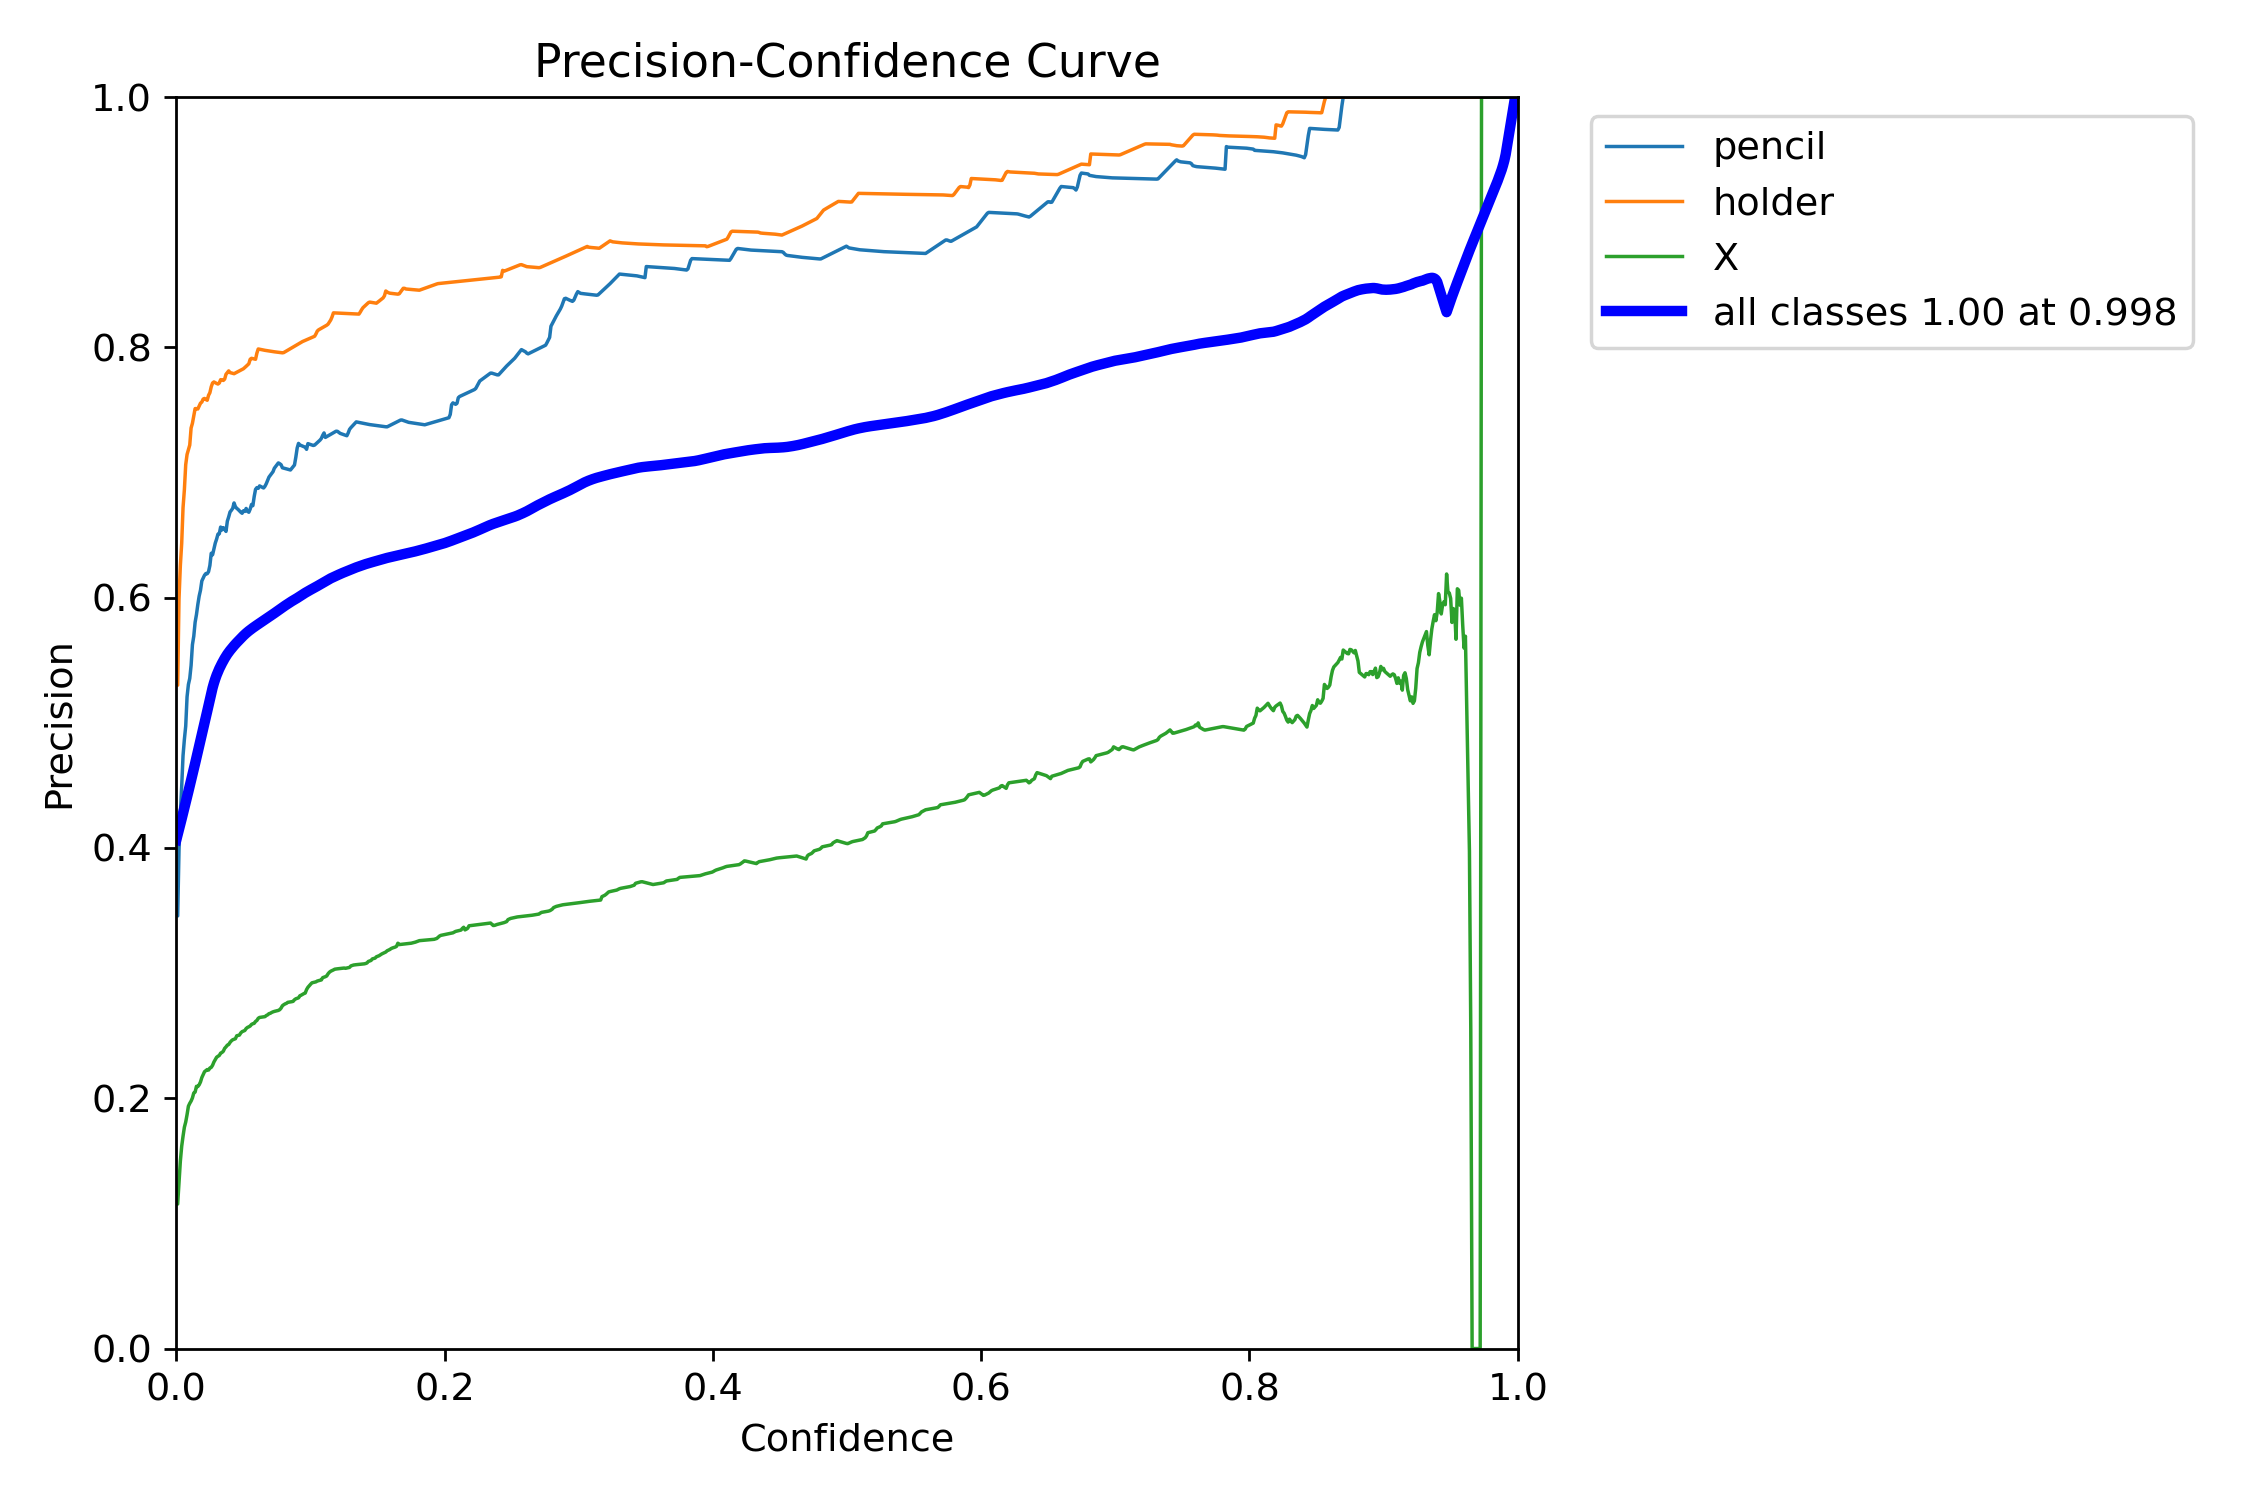 Precision-Confidence Curve
1.0
0.8
0.6
0.4
0.2
0.0
Precision
0.0 0.2 0.4 0.6 0.8 1.0
Confidence
pencil
holder
X
all classes 1.00 at 0.998